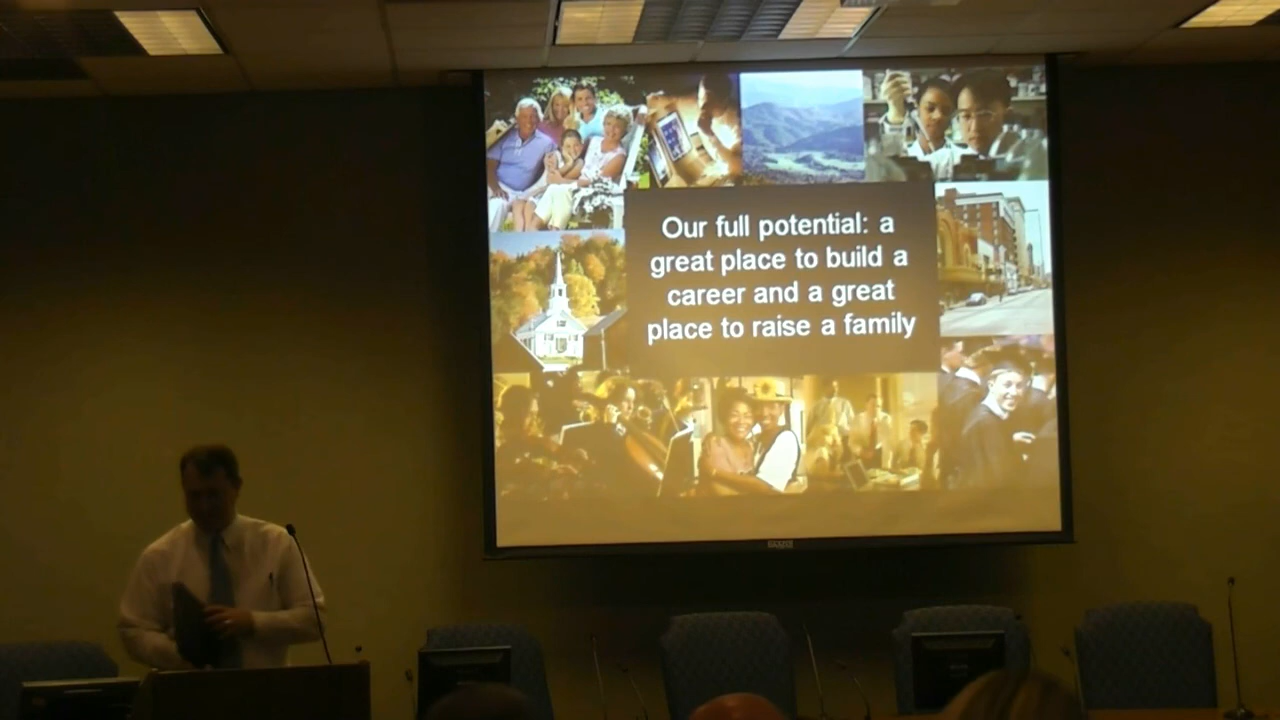 Our full potential: a
great place to build a
career and a great
place to raise a family